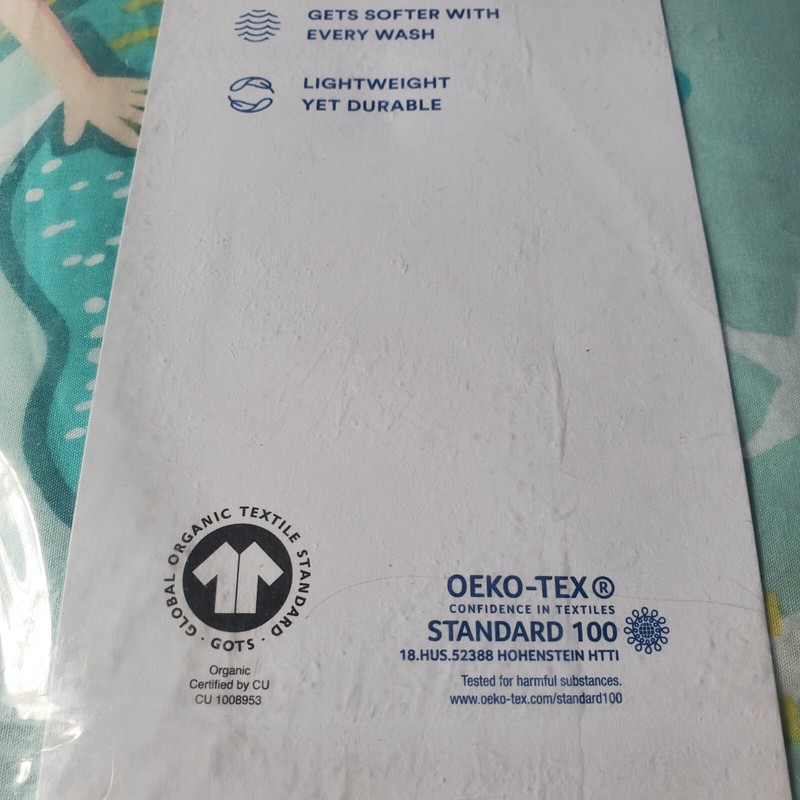 GETS SOFTER WITH
EVERY WASH
LIGHTWEIGHT
YET DURABLE
GLOBAL ORGANIC TEXTILE STANDARD · GOTS ·
Organic
Certified by CU
CU 1008953
OEKO-TEX®
CONFIDENCE IN TEXTILES
STANDARD 100
18.HUS.52388 HOHENSTEIN HTTI
Tested for harmful substances.
www.oeko-tex.com/standard100